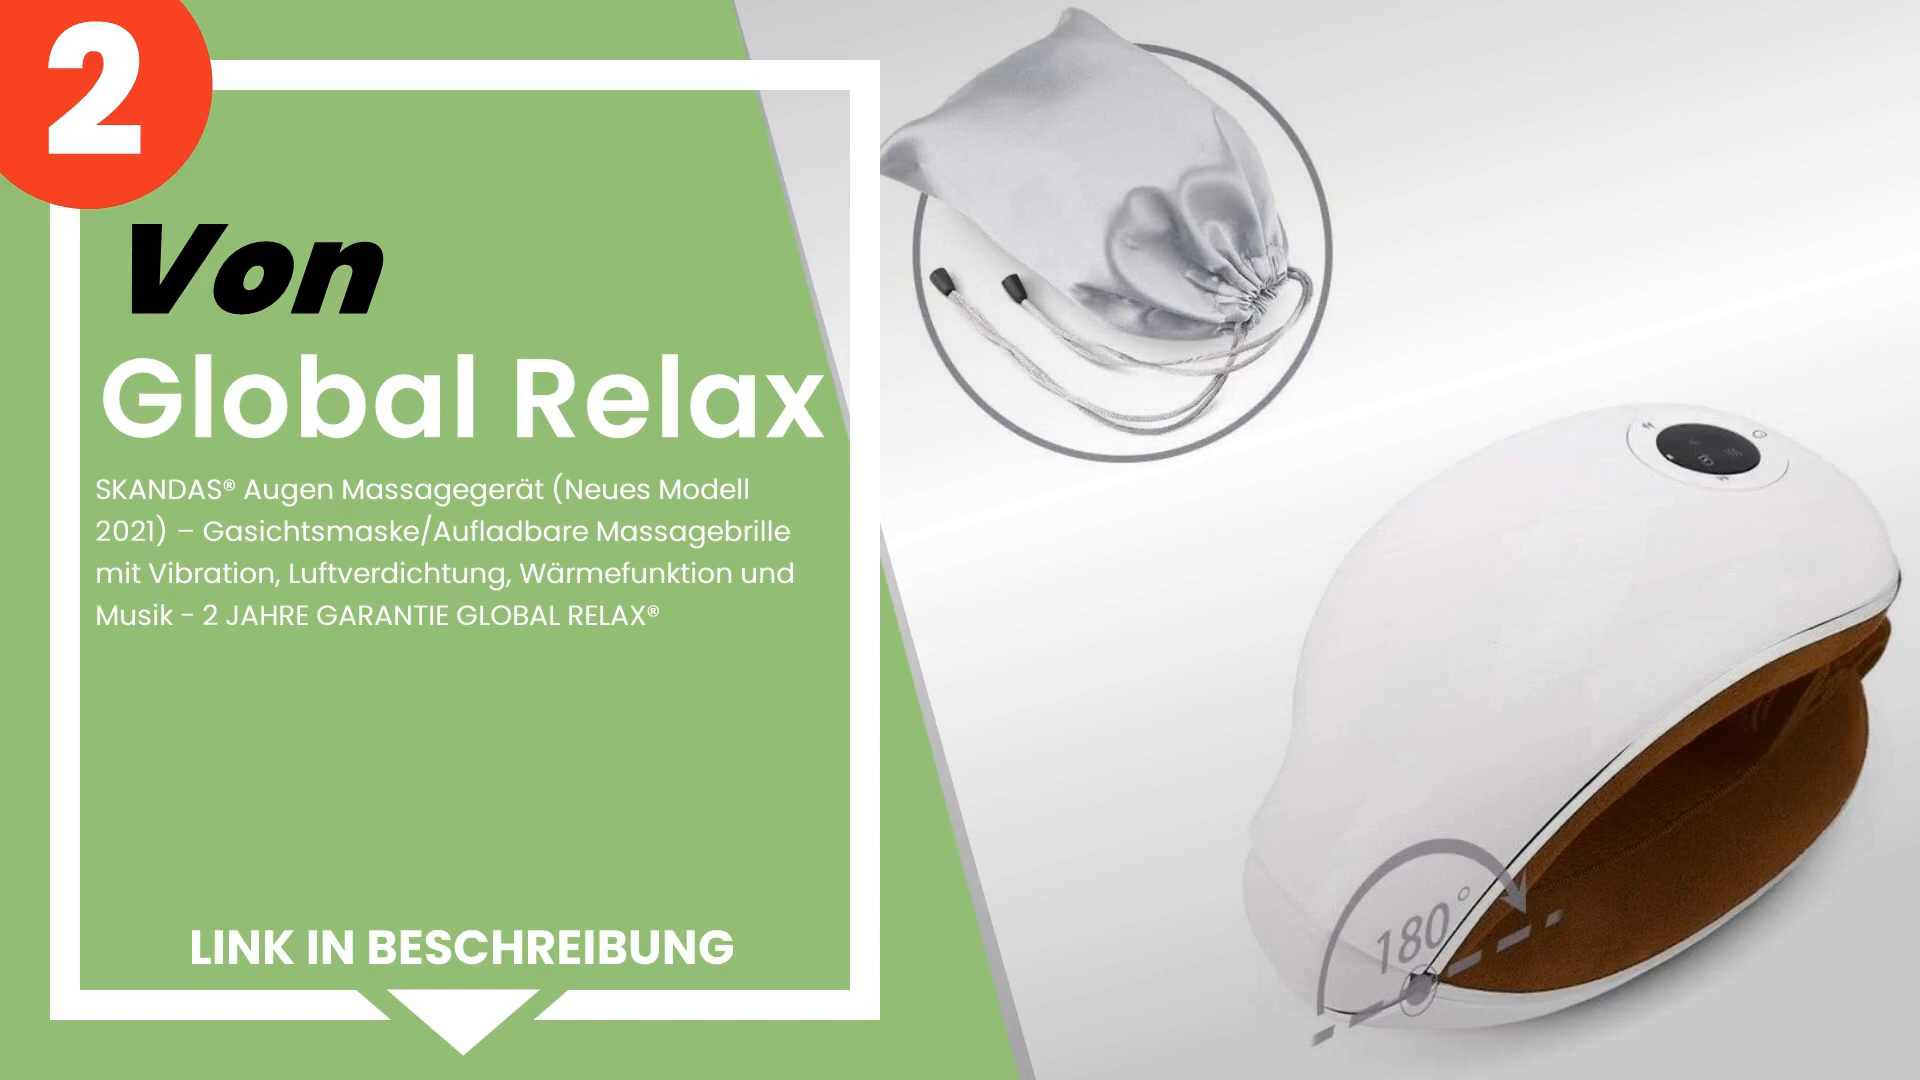 2
Von
Global Relax
SKANDAS® Augen Massagegerät (Neues Modell
2021) – Gasichtsmaske/Aufladbare Massagebrille
mit Vibration, Luftverdichtung, Wärmefunktion und
Musik - 2 JAHRE GARANTIE GLOBAL RELAX®
LINK IN BESCHREIBUNG
180°